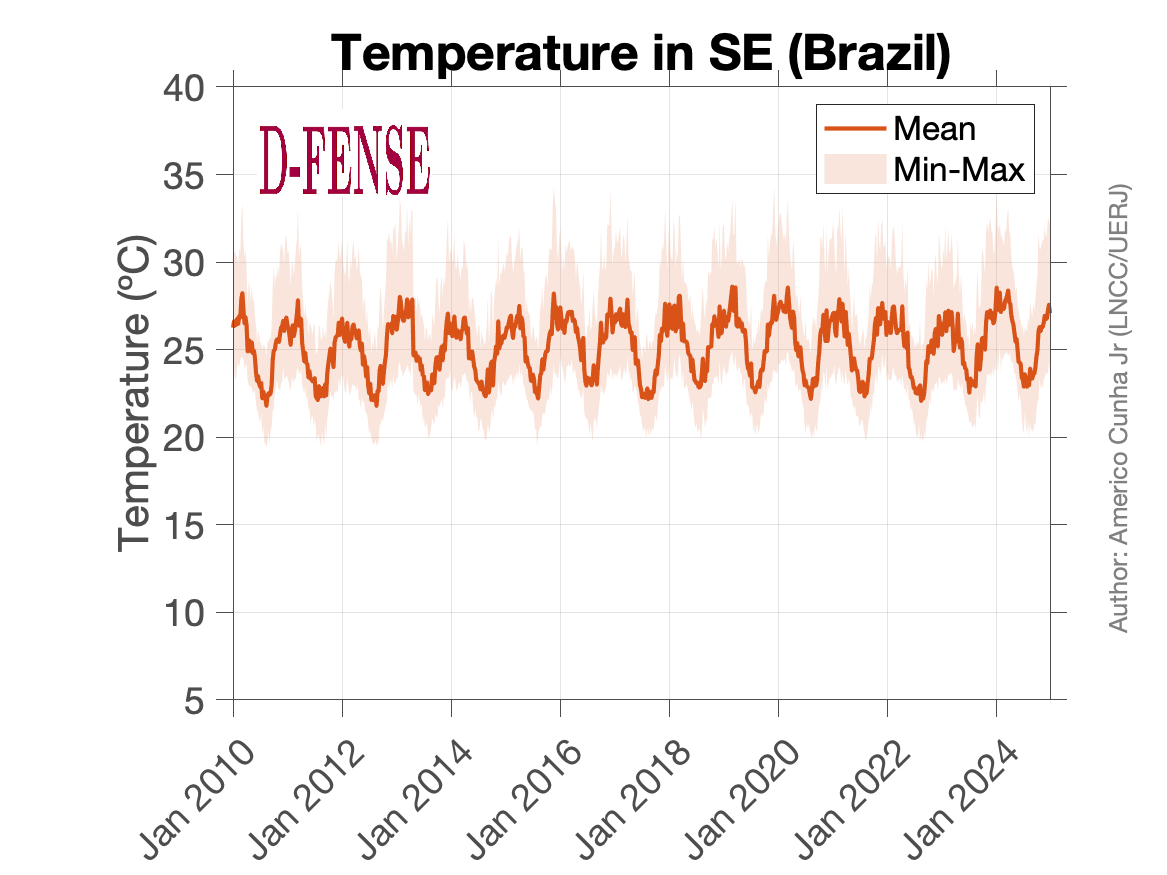 Temperature in SE (Brazil)
D-FENSE
Mean
Min-Max
Temperature (ºC)
40
35
30
25
20
15
10
5
Jan 2010
Jan 2012
Jan 2014
Jan 2016
Jan 2018
Jan 2020
Jan 2022
Jan 2024
Author: Americo Cunha Jr (LNCC/UERJ)